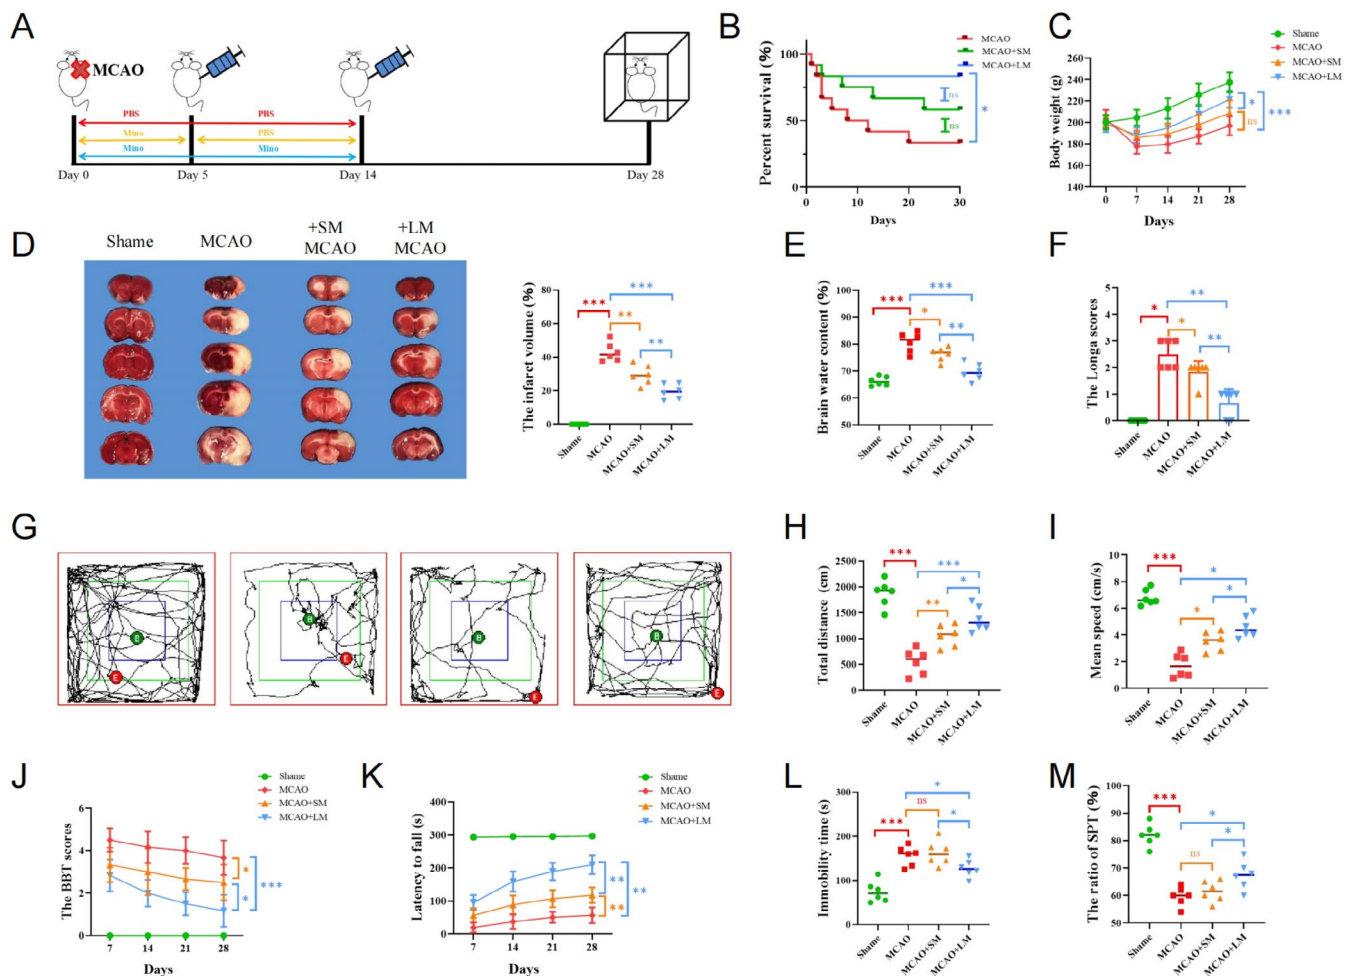 A
MCAO
PBS
Mino
PBS
Mino
Day 0
Day 5
Day 14
Day 28
B
Percent survival (%)
100
50
0
0
10
20
30
Days
MCAO
MCAO+SM
MCAO+LM
ns
ns
*
C
Shame
MCAO
MCAO+SM
MCAO+LM
Body weight (g)
260
240
220
200
180
160
140
0
7
14
21
28
Days
*
ns
***
D
Shame
MCAO
+SM
MCAO
+LM
MCAO
The infarct volume (%)
80
60
40
20
0
***
***
**
**
Shame
MCAO
MCAO+SM
MCAO+LM
E
Brain water content (%)
100
90
80
70
60
50
***
***
*
**
Shame
MCAO
MCAO+SM
MCAO+LM
F
The Longa scores
5
4
3
2
1
0
*
**
*
**
Shame
MCAO
MCAO+SM
MCAO+LM
G
B
E
B
E
B
E
B
E
H
Total distance (cm)
2500
2000
1500
1000
500
0
***
***
*
**
Shame
MCAO
MCAO+SM
MCAO+LM
I
Mean speed (cm/s)
10
8
6
4
2
0
***
*
*
*
Shame
MCAO
MCAO+SM
MCAO+LM
J
Shame
MCAO
MCAO+SM
MCAO+LM
The BBT scores
6
4
2
0
7
14
21
28
Days
*
*
***
K
Shame
MCAO
MCAO+SM
MCAO+LM
Latency to fall (s)
400
300
200
100
0
7
14
21
28
Days
**
**
**
L
Immobility time (s)
300
200
100
0
***
ns
*
*
Shame
MCAO
MCAO+SM
MCAO+LM
M
The ratio of SPT (%)
100
90
80
70
60
50
***
*
*
ns
Shame
MCAO
MCAO+SM
MCAO+LM